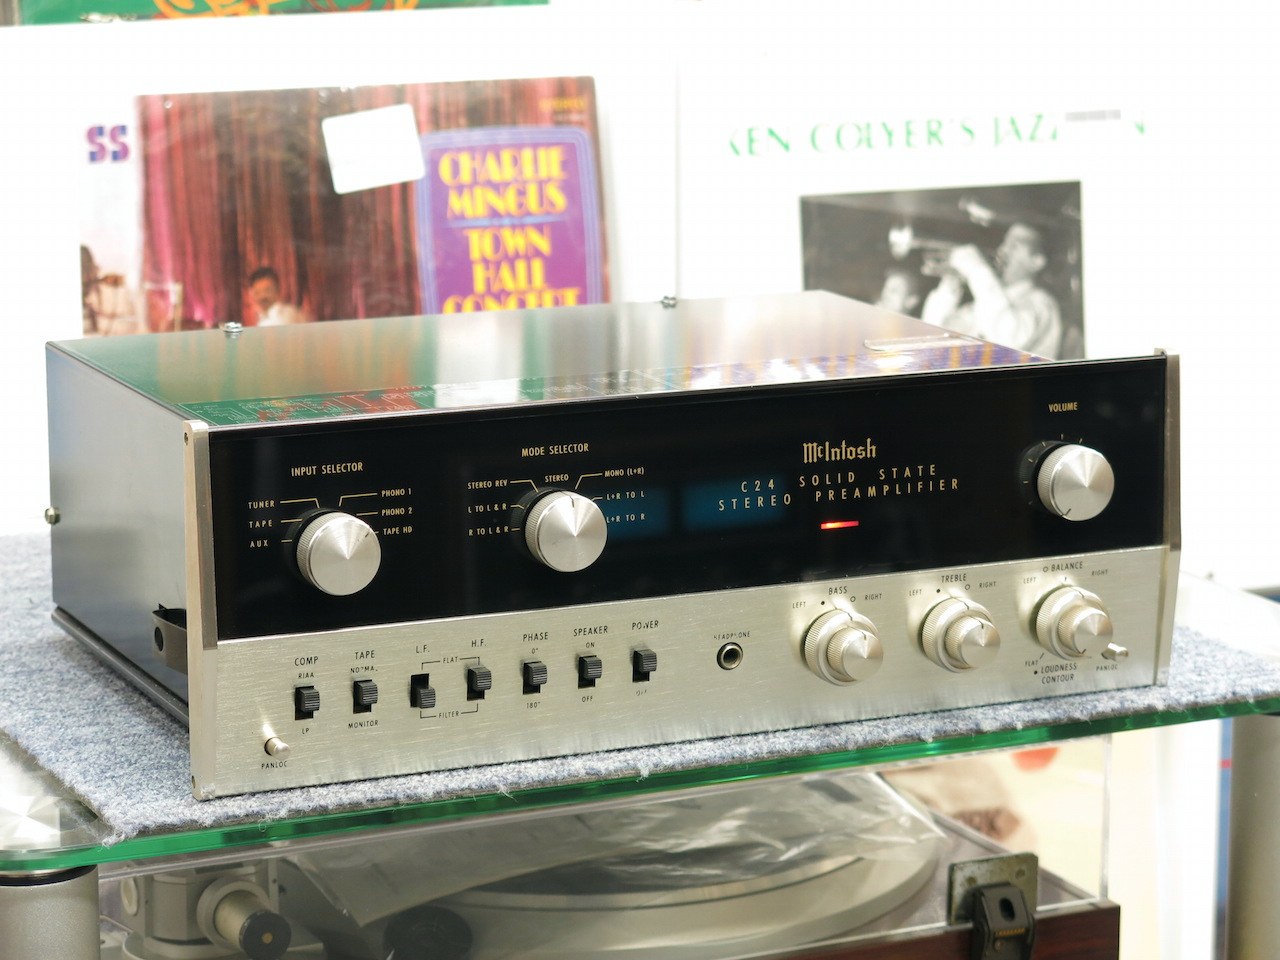 SS
CHARLIE
MINGUS
TOWN
HALL
CONCERT
KEN COLYER'S JAZZ
INPUT SELECTOR
TUNER
TAPE
AUX
PHONO 1
PHONO 2
TAPE HD
MODE SELECTOR
STEREO REV
L TO L & R
R TO L & R
STEREO
MONO (L+R)
L+R TO L
L+R TO R
McIntosh
C24 SOLID STATE
STEREO PREAMPLIFIER
VOLUME
COMP
RIAA
LP
TAPE
NORMAL
MONITOR
L.F.
H.F.
FLAT
FILTER
PHASE
0°
180°
SPEAKER
ON
OFF
POWER
OFF
HEADPHONE
BASS
LEFT
RIGHT
TREBLE
LEFT
RIGHT
BALANCE
LEFT
RIGHT
FLAT
LOUDNESS
CONTOUR
PANLOC
PANLOC